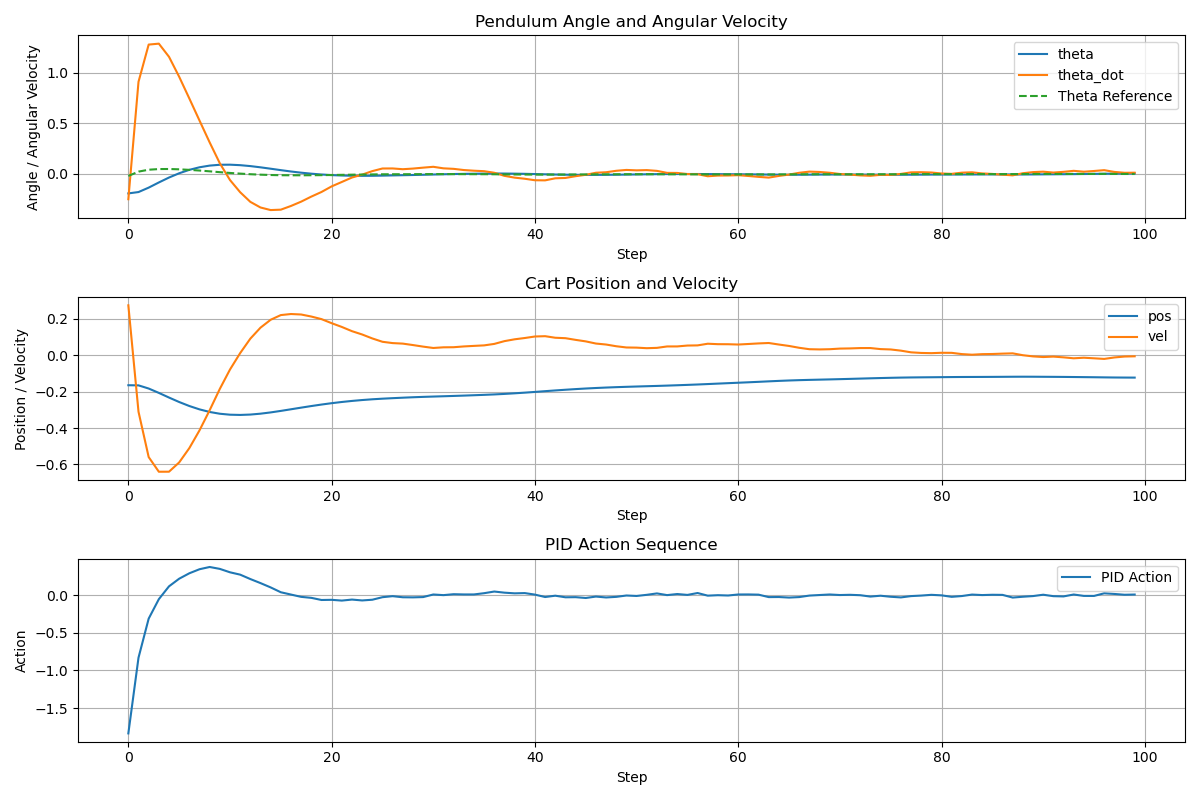 Pendulum Angle and Angular Velocity
Angle / Angular Velocity
1.0
0.5
0.0
theta
theta_dot
Theta Reference
0 20 40 60 80 100
Step
Cart Position and Velocity
Position / Velocity
0.2
0.0
−0.2
−0.4
−0.6
pos
vel
0 20 40 60 80 100
Step
PID Action Sequence
Action
0.0
−0.5
−1.0
−1.5
PID Action
0 20 40 60 80 100
Step